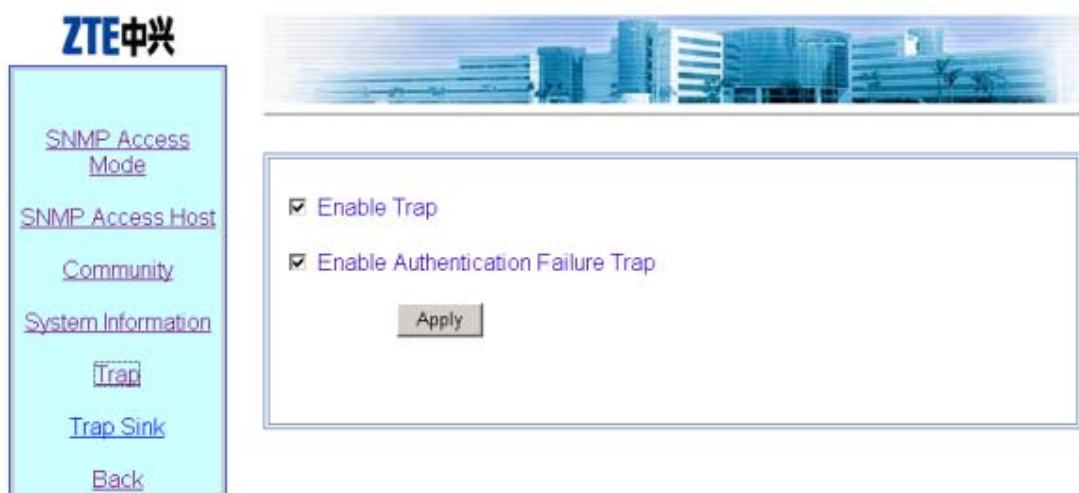 ZTE中兴
SNMP Access
Mode
SNMP Access Host
Community
System Information
Trap
Trap Sink
Back
Enable Trap
Enable Authentication Failure Trap
Apply